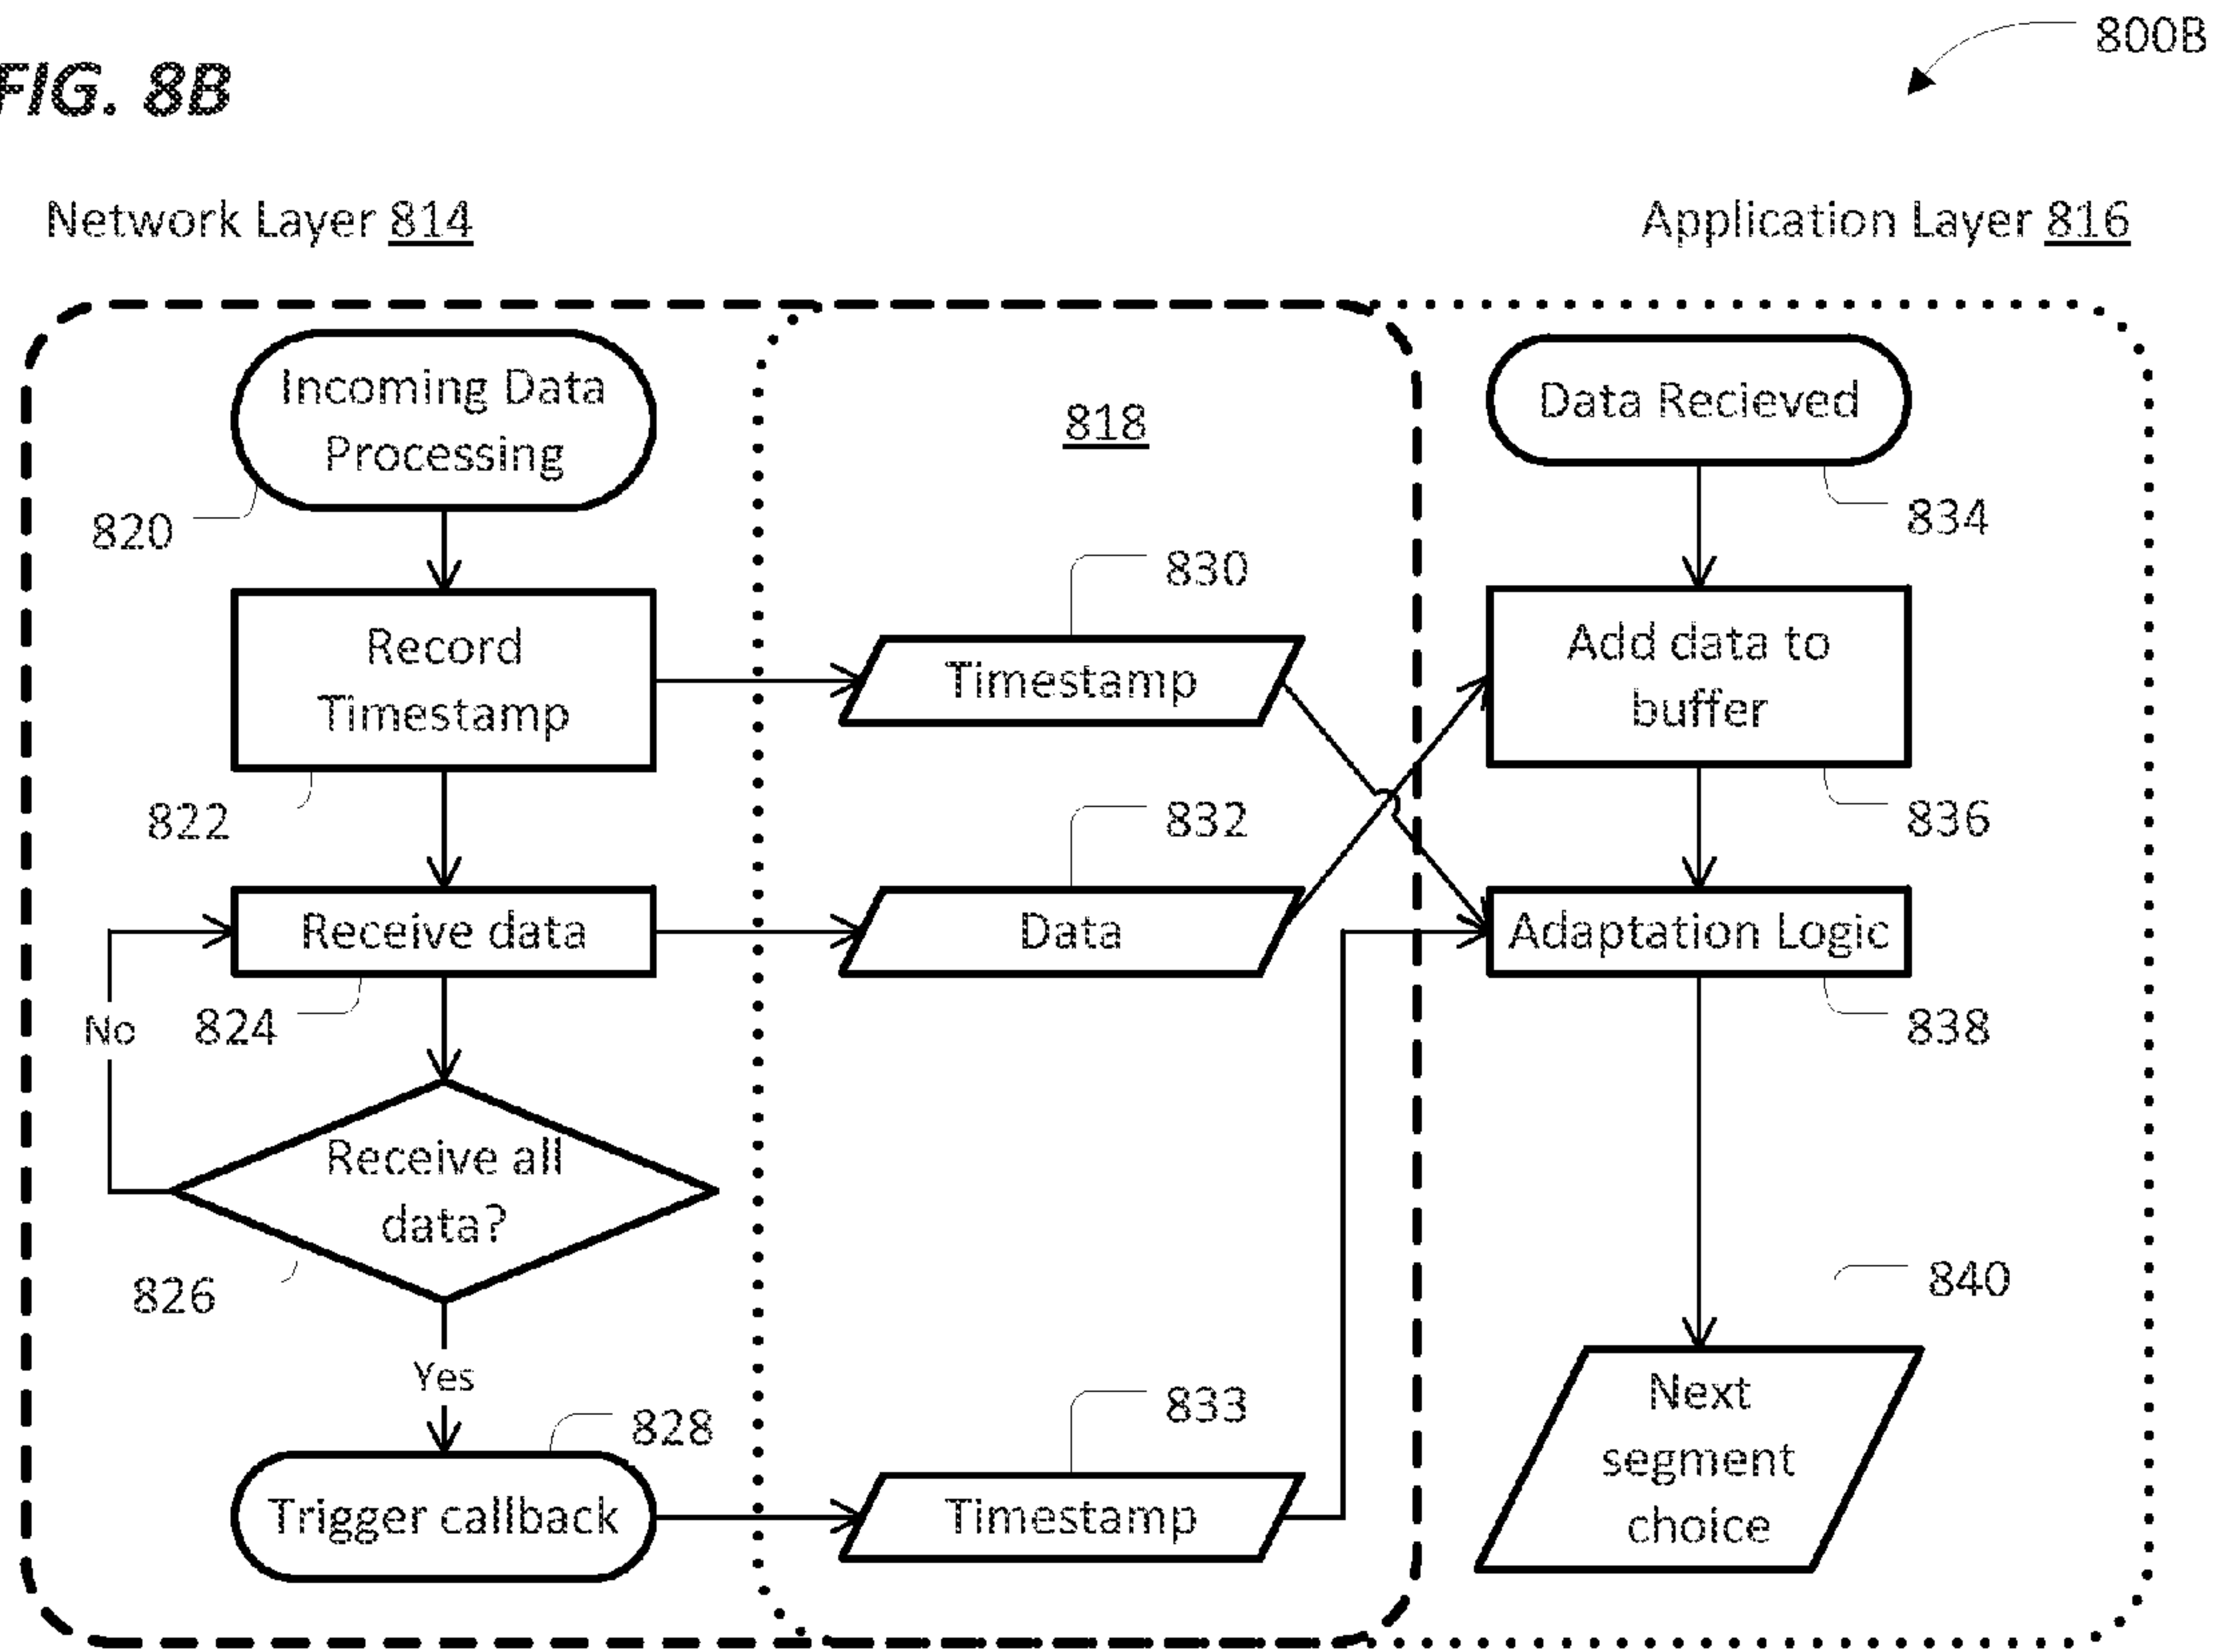 800B
FIG. 8B
Network Layer 814
Application Layer 816
Incoming Data
Processing
820
Record
Timestamp
822
Receive data
824
No
Receive all
data?
826
Yes
828
Trigger callback
818
830
Timestamp
832
Data
833
Timestamp
Data Recieved
834
Add data to
buffer
836
Adaptation Logic
838
840
Next
segment
choice